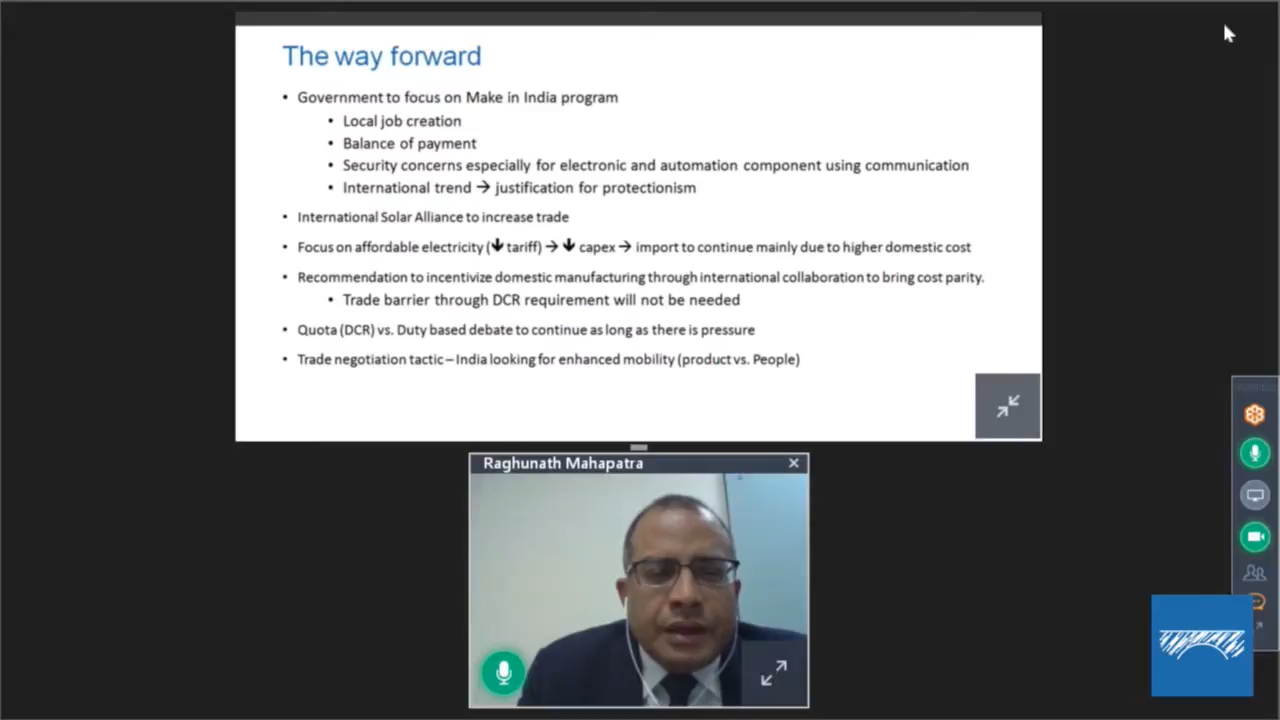 The way forward
• Government to focus on Make in India program
• Local job creation
• Balance of payment
• Security concerns especially for electronic and automation component using communication
• International trend → justification for protectionism
• International Solar Alliance to increase trade
• Focus on affordable electricity (↓ tariff) → ↓ capex → import to continue mainly due to higher domestic cost
• Recommendation to incentivize domestic manufacturing through international collaboration to bring cost parity.
• Trade barrier through DCR requirement will not be needed
• Quota (DCR) vs. Duty based debate to continue as long as there is pressure
• Trade negotiation tactic – India looking for enhanced mobility (product vs. People)
Raghunath Mahapatra